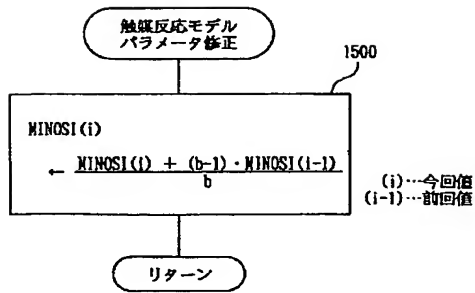 触媒反応モデル
パラメータ修正
1500
MINOSI(i)
← MINOSI(i) + (b-1)・MINOSI(i-1)
b
(i)…今回値
(i-1)…前回値
リターン